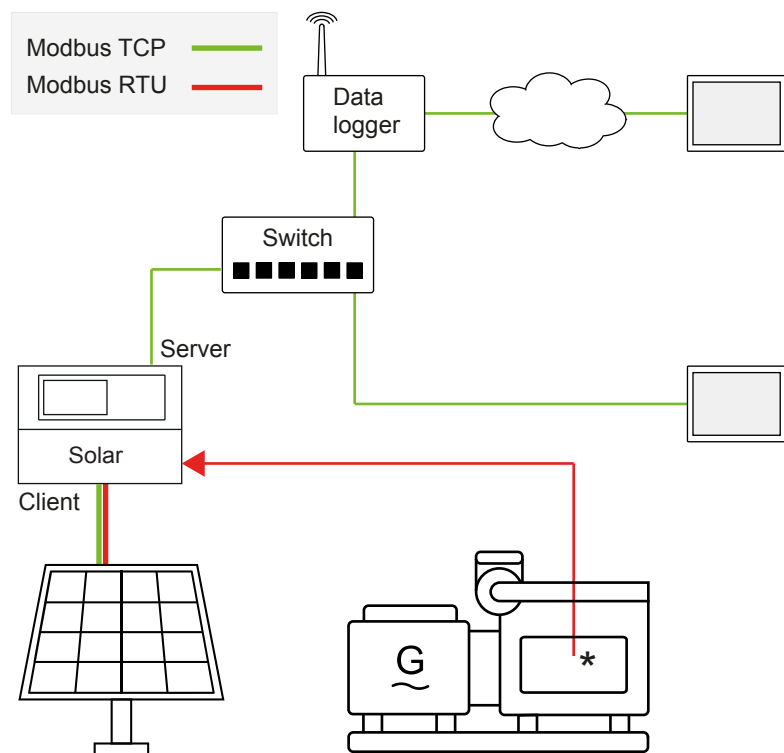 Modbus TCP
Modbus RTU
Data
logger
Switch
Server
Solar
Client
G
*